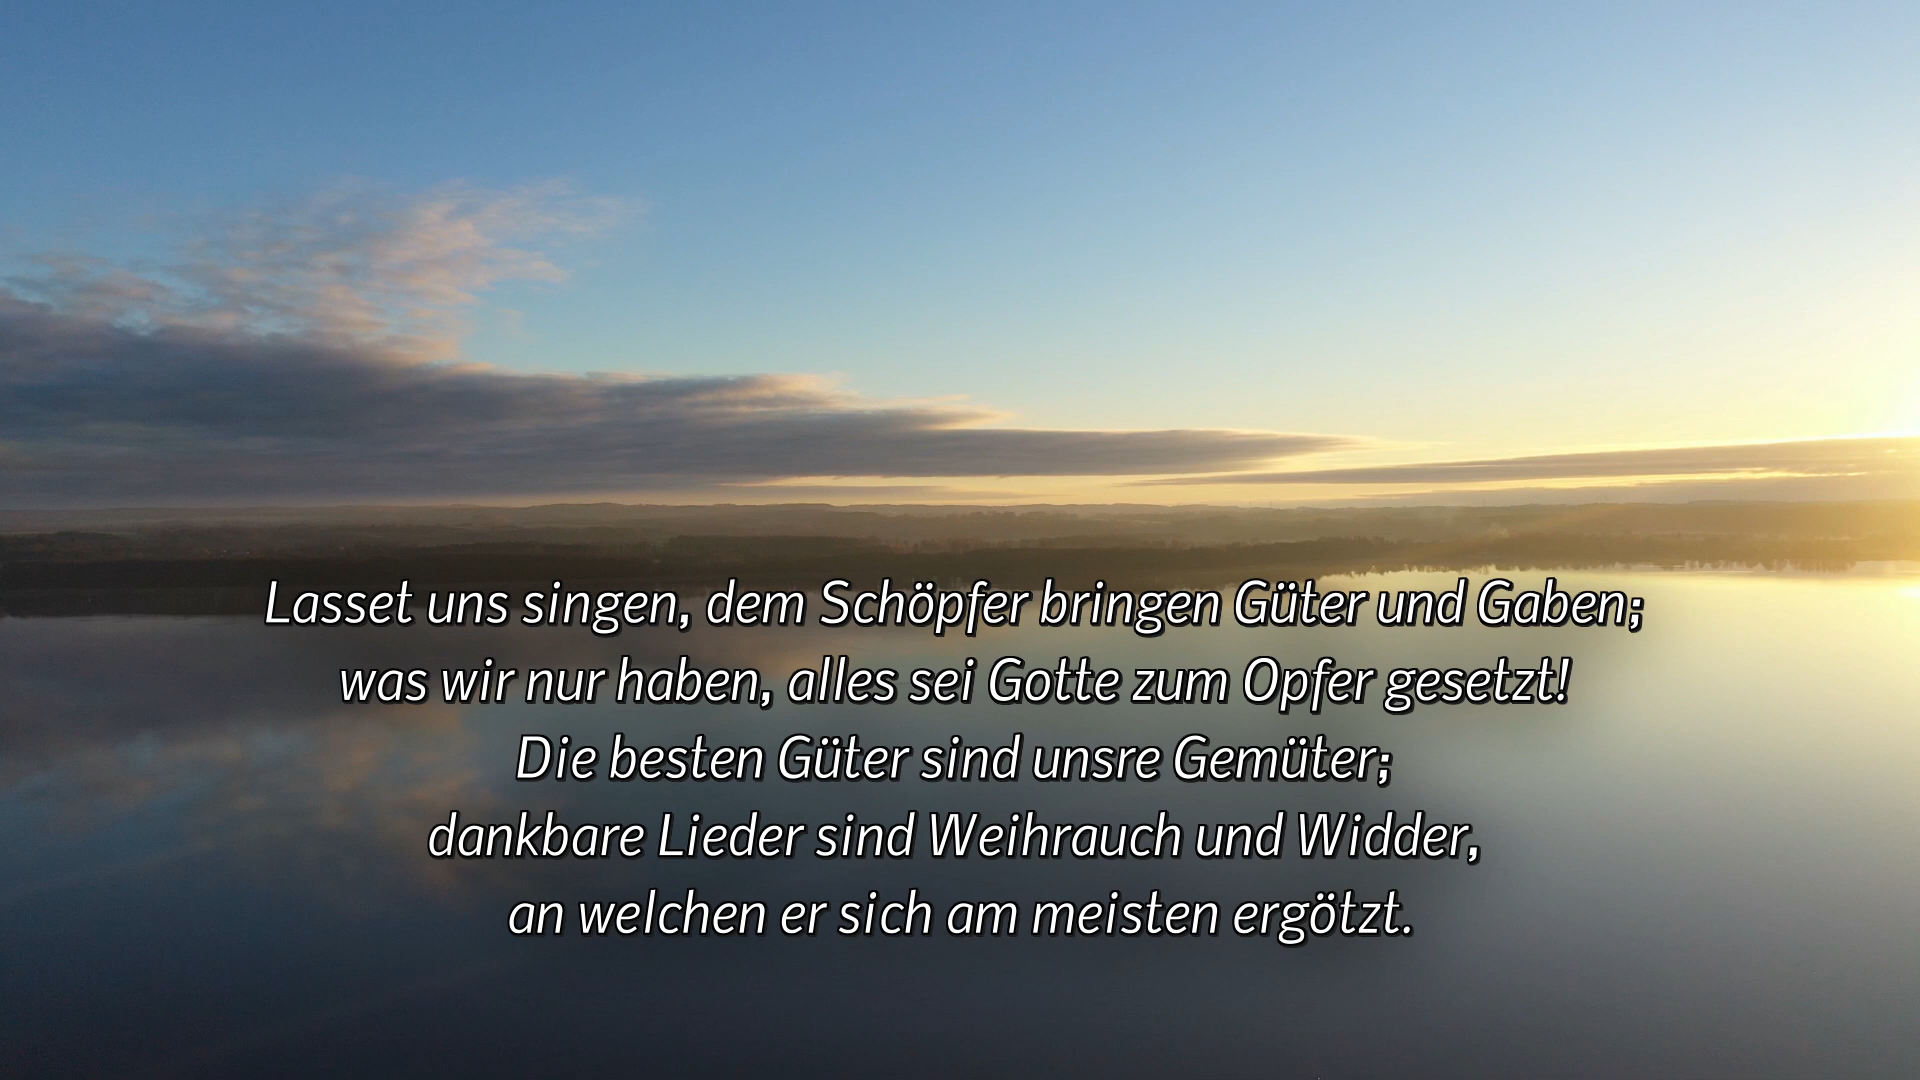 Lasset uns singen, dem Schöpfer bringen Güter und Gaben;
was wir nur haben, alles sei Gotte zum Opfer gesetzt!
Die besten Güter sind unsre Gemüter;
dankbare Lieder sind Weihrauch und Widder,
an welchen er sich am meisten ergötzt.